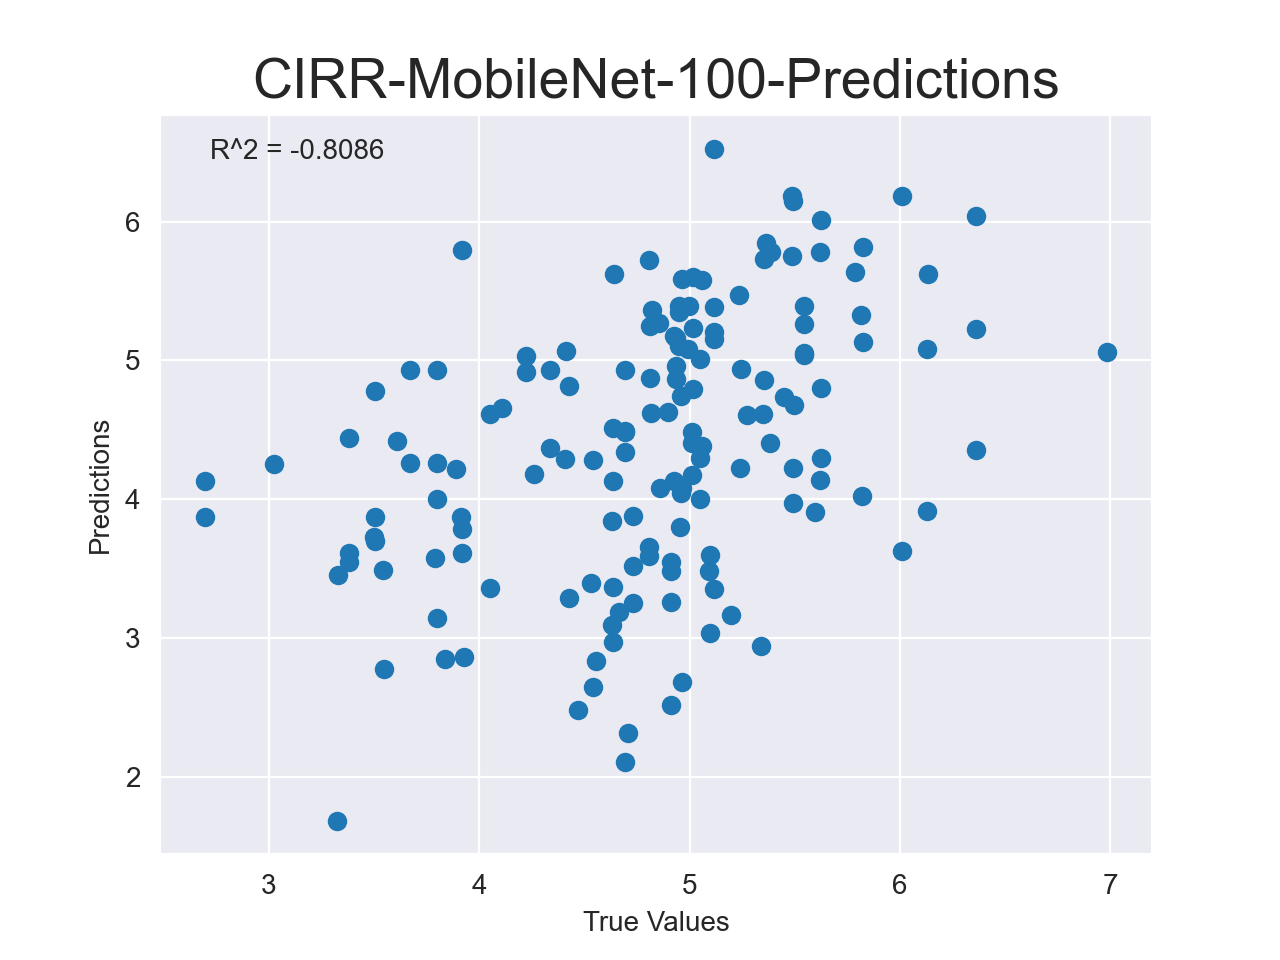 CIRR-MobileNet-100-Predictions
R^2 = -0.8086
6
5
4
3
2
Predictions
3 4 5 6 7
True Values